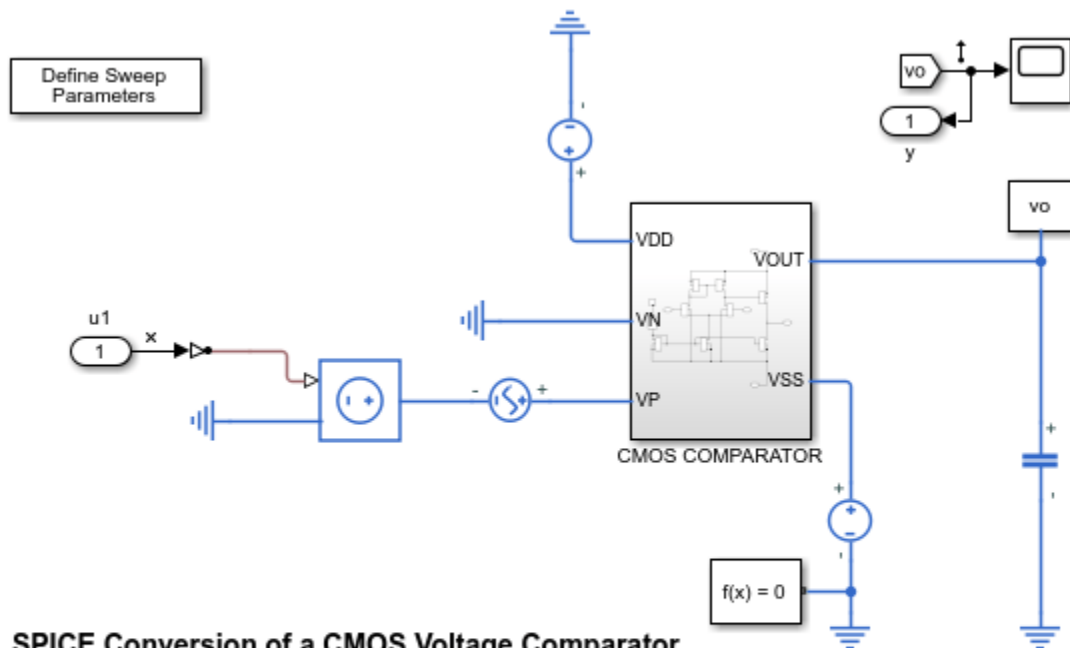 Define Sweep
Parameters
vo
1
y
vo
VDD
VOUT
VN
VSS
VP
CMOS COMPARATOR
u1
1
x
-
+
-
+
-
+
+
-
+
-
f(x) = 0
+
-
SPICE Conversion of a CMOS Voltage Comparator